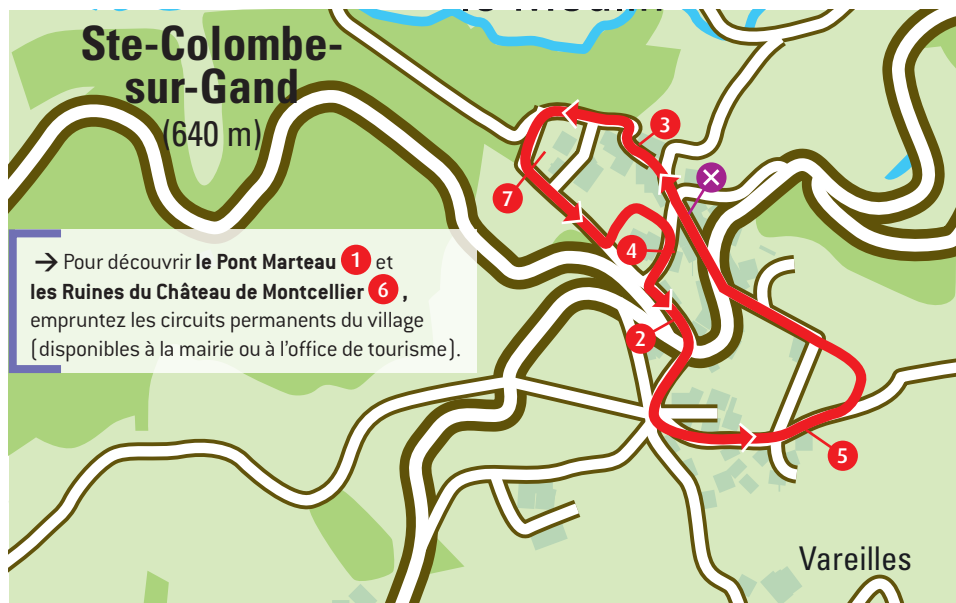 Ste-Colombe-
sur-Gand
(640 m)
3
7
4
→ Pour découvrir le Pont Marteau 1 et
les Ruines du Château de Montcellier 6 ,
empruntez les circuits permanents du village
(disponibles à la mairie ou à l'office de tourisme).
2
5
Vareilles